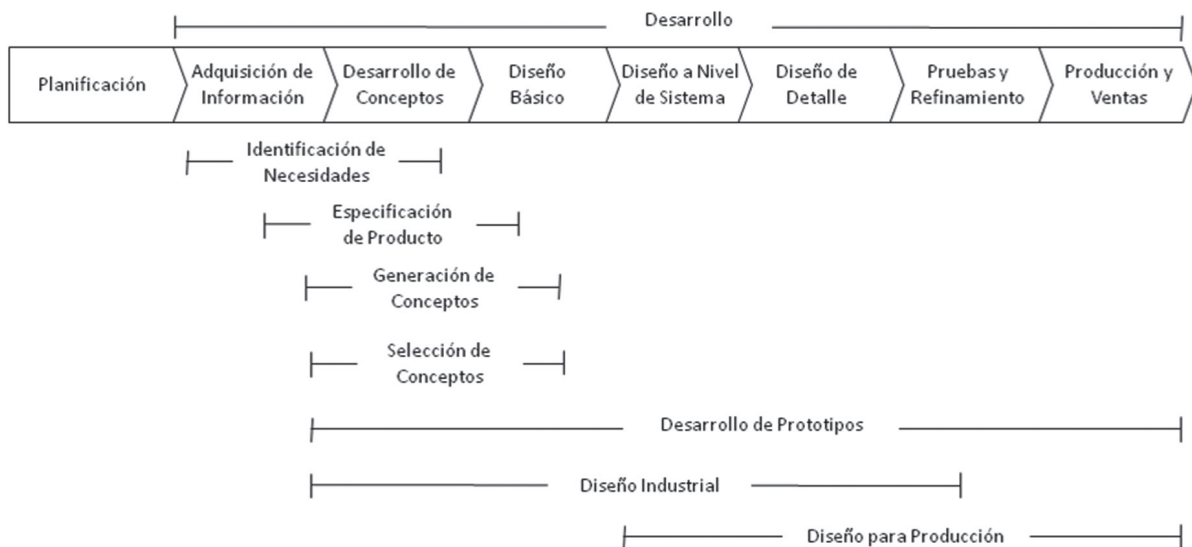 Desarrollo
Planificación
Adquisición de
Información
Desarrollo de
Conceptos
Diseño
Básico
Diseño a Nivel
de Sistema
Diseño de
Detalle
Pruebas y
Refinamiento
Producción y
Ventas
Identificación de
Necesidades
Especificación
de Producto
Generación de
Conceptos
Selección de
Conceptos
Desarrollo de Prototipos
Diseño Industrial
Diseño para Producción